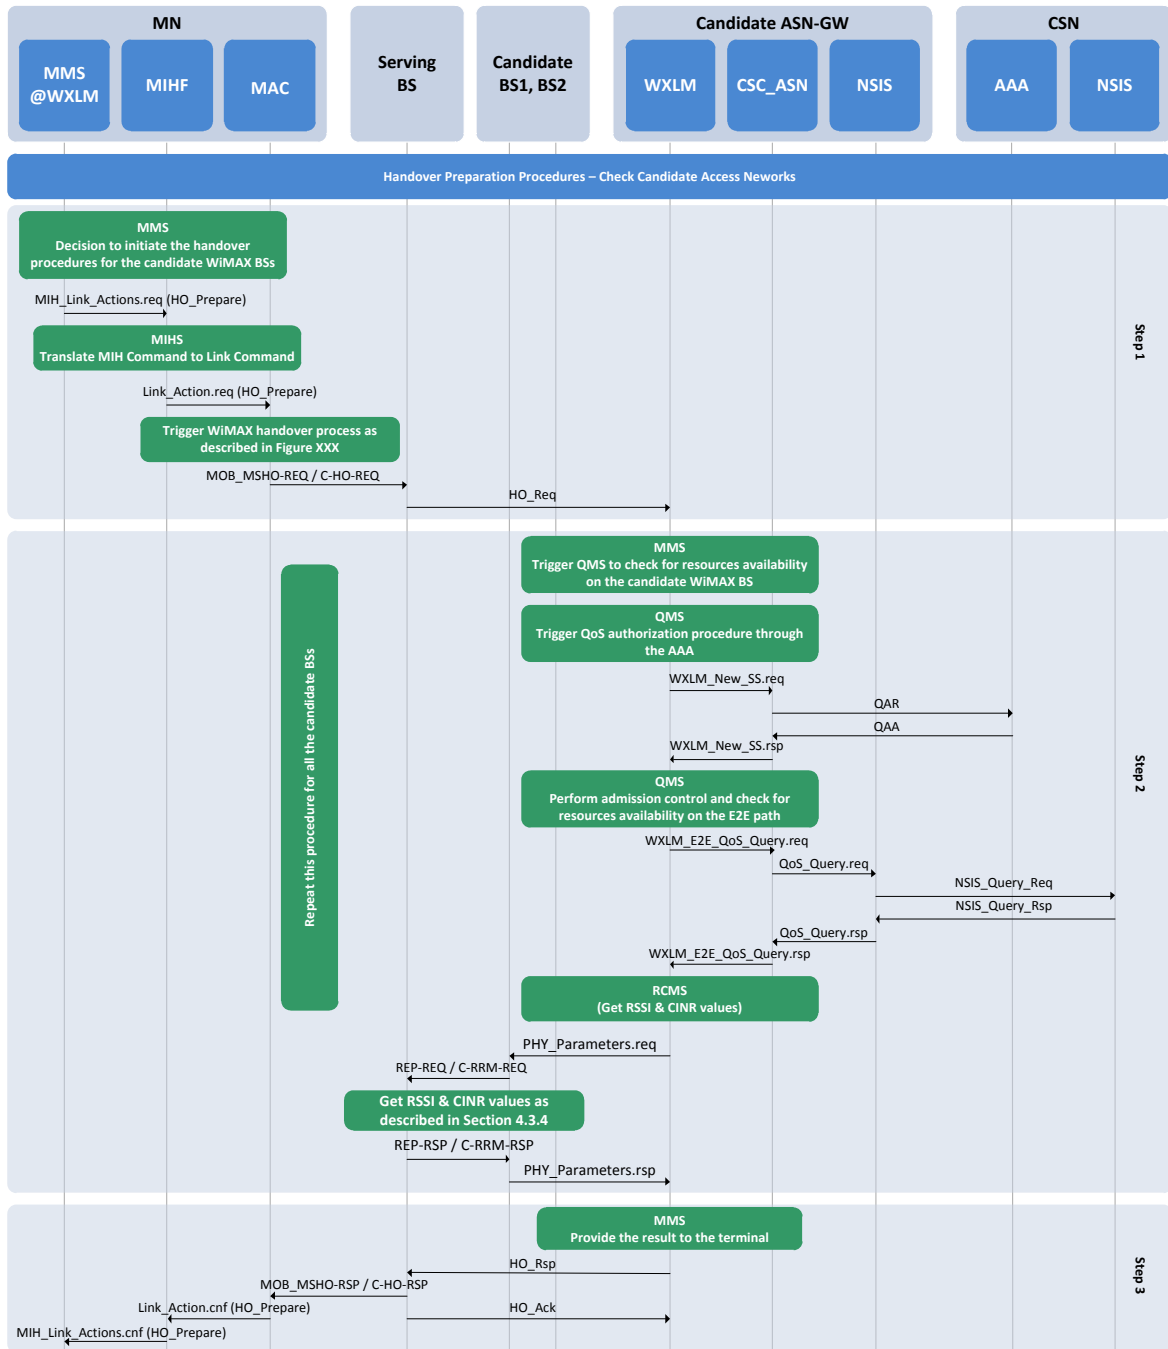 MN
Serving
BS
Candidate
BS1, BS2
Candidate ASN-GW
CSN
MMS
@WXLM
MIHF
MAC
WXLM
CSC_ASN
NSIS
AAA
NSIS
Handover Preparation Procedures – Check Candidate Access Neworks
Step 1
MMS
Decision to initiate the handover
procedures for the candidate WiMAX BSs
MIH_Link_Actions.req (HO_Prepare)
MIHS
Translate MIH Command to Link Command
Link_Action.req (HO_Prepare)
Trigger WiMAX handover process as
described in Figure XXX
MOB_MSHO-REQ / C-HO-REQ
HO_Req
Step 2
Repeat this procedure for all the candidate BSs
MMS
Trigger QMS to check for resources availability
on the candidate WiMAX BS
QMS
Trigger QoS authorization procedure through
the AAA
WXLM_New_SS.req
QAR
QAA
WXLM_New_SS.rsp
QMS
Perform admission control and check for
resources availability on the E2E path
WXLM_E2E_QoS_Query.req
QoS_Query.req
NSIS_Query_Req
NSIS_Query_Rsp
QoS_Query.rsp
WXLM_E2E_QoS_Query.rsp
RCMS
(Get RSSI & CINR values)
PHY_Parameters.req
REP-REQ / C-RRM-REQ
Get RSSI & CINR values as
described in Section 4.3.4
REP-RSP / C-RRM-RSP
PHY_Parameters.rsp
Step 3
MMS
Provide the result to the terminal
HO_Rsp
MOB_MSHO-RSP / C-HO-RSP
Link_Action.cnf (HO_Prepare)
HO_Ack
MIH_Link_Actions.cnf (HO_Prepare)